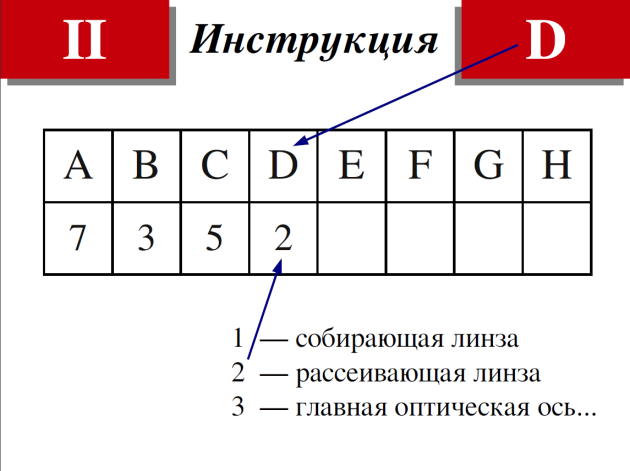 II Инструкция D
A B C D E F G H
7 3 5 2
1 — собирающая линза
2 — рассеивающая линза
3 — главная оптическая ось...